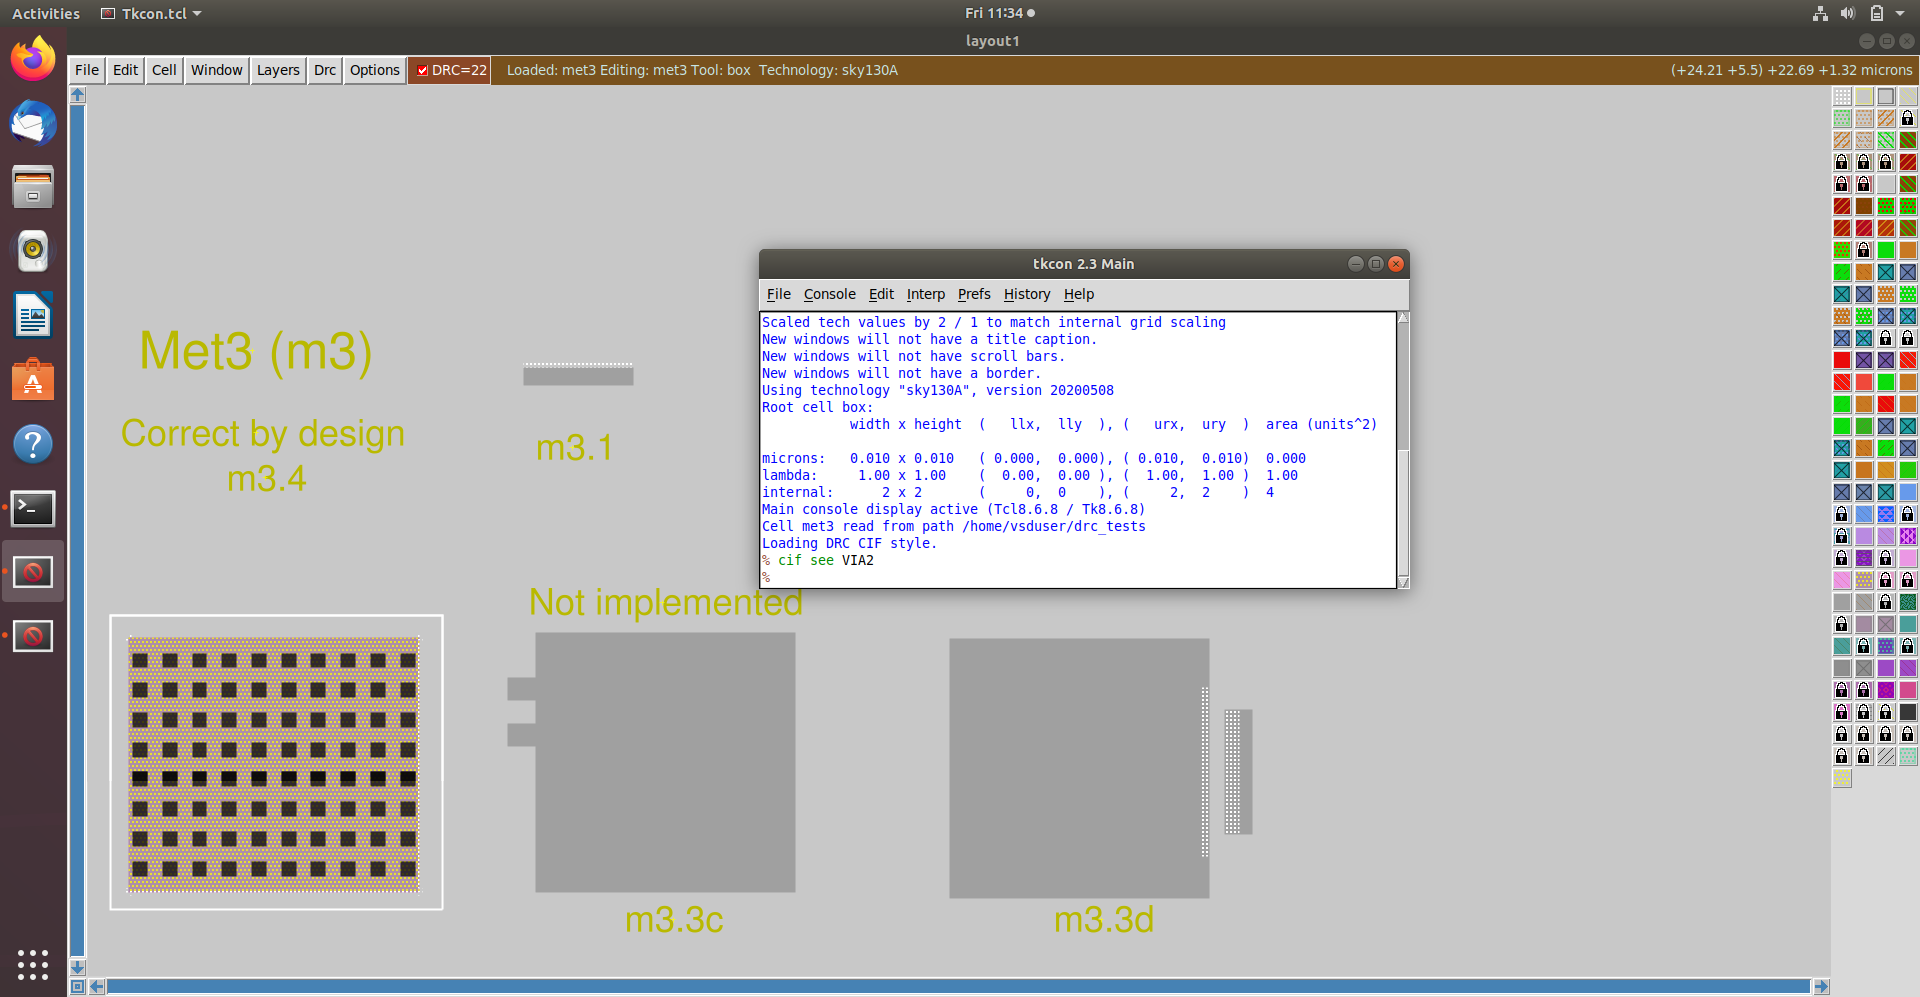 Activities
Tkcon.tcl
Fri 11:34
layout1
File Edit Cell Window Layers Drc Options DRC=22 Loaded: met3 Editing: met3 Tool: box Technology: sky130A (+24.21 +5.5) +22.69 +1.32 microns
tkcon 2.3 Main
File Console Edit Interp Prefs History Help
Scaled tech values by 2 / 1 to match internal grid scaling
New windows will not have a title caption.
New windows will not have scroll bars.
New windows will not have a border.
Using technology "sky130A", version 20200508
Root cell box:
width x height ( llx, lly ), ( urx, ury ) area (units^2)
microns: 0.010 x 0.010 ( 0.000, 0.000), ( 0.010, 0.010) 0.000
lambda: 1.00 x 1.00 ( 0.00, 0.00 ), ( 1.00, 1.00 ) 1.00
internal: 2 x 2 ( 0, 0 ), ( 2, 2 ) 4
Main console display active (Tcl8.6.8 / Tk8.6.8)
Cell met3 read from path /home/vsduser/drc_tests
Loading DRC CIF style.
% cif see VIA2
%
Met3 (m3)
Correct by design
m3.4
m3.1
Not implemented
m3.3c
m3.3d